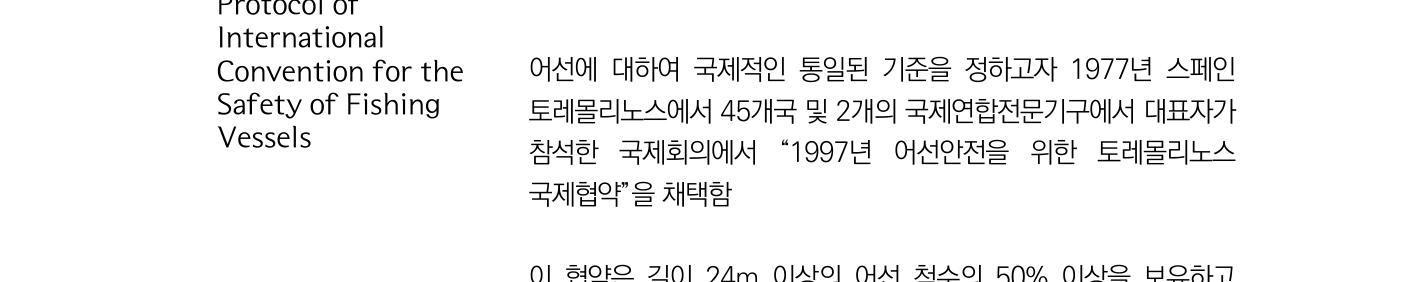 Protocol of
International
Convention for the
Safety of Fishing
Vessels
어선에 대하여 국제적인 통일된 기준을 정하고자 1977년 스페인
토레몰리노스에서 45개국 및 2개의 국제연합전문기구에서 대표자가
참석한 국제회의에서 “1997년 어선안전을 위한 토레몰리노스
국제협약”을 채택함
이 협약은 길이 24m 이상의 어선 척수의 50% 이상을 보유하고